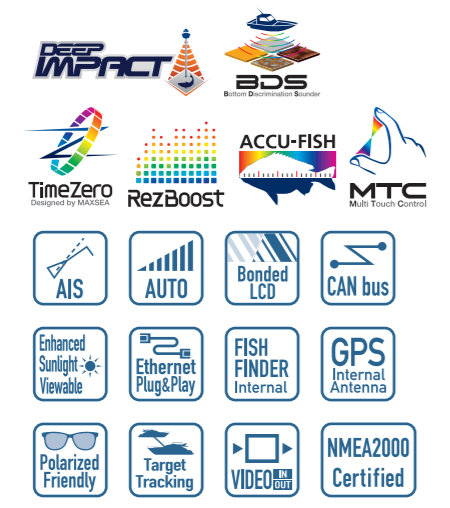 DEEP
IMPACT
BDS
Bottom Discrimination Sounder
TimeZero
Designed by MAXSEA
RezBoost
ACCU-FISH
MTC
Multi Touch Control
AIS
AUTO
Bonded
LCD
CAN bus
Enhanced
Sunlight
Viewable
Ethernet
Plug&Play
FISH
FINDER
Internal
GPS
Internal
Antenna
Polarized
Friendly
Target
Tracking
VIDEO IN
OUT
NMEA2000
Certified